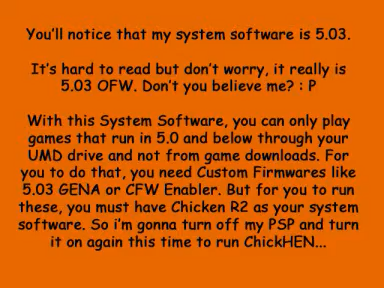 You'll notice that my system software is 5.03.
It's hard to read but don't worry, it really is
5.03 OFW. Don't you believe me? : P
With this System Software, you can only play
games that run in 5.0 and below through your
UMD drive and not from game downloads. For
you to do that, you need Custom Firmwares like
5.03 GENA or CFW Enabler. But for you to run
these, you must have Chicken R2 as your system
software. So i'm gonna turn off my PSP and turn
it on again this time to run ChickHEN...